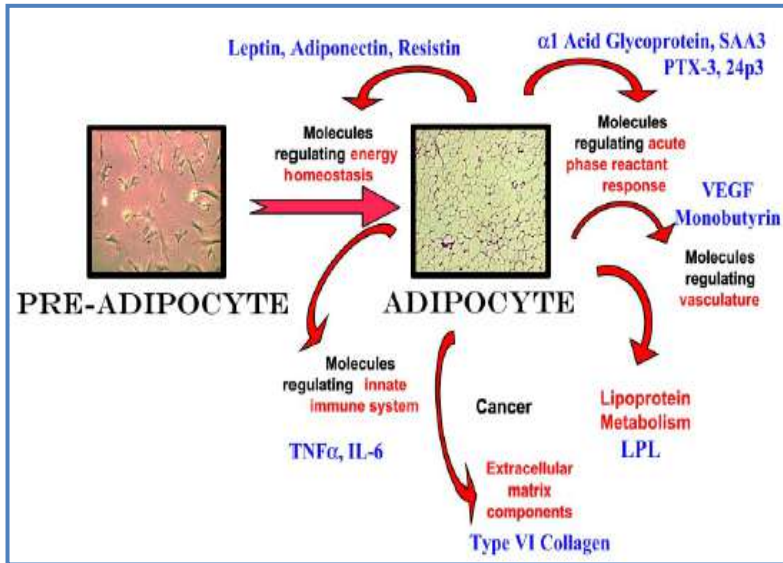 Leptin, Adiponectin, Resistin
α1 Acid Glycoprotein, SAA3
PTX-3, 24p3
Molecules
regulating energy
homeostasis
Molecules
regulating acute
phase reactant
response
VEGF
Monobutyrin
Molecules
regulating
vasculature
PRE-ADIPOCYTE
ADIPOCYTE
Molecules
regulating innate
immune system
TNFα, IL-6
Cancer
Lipoprotein
Metabolism
LPL
Extracellular
matrix
components
Type VI Collagen